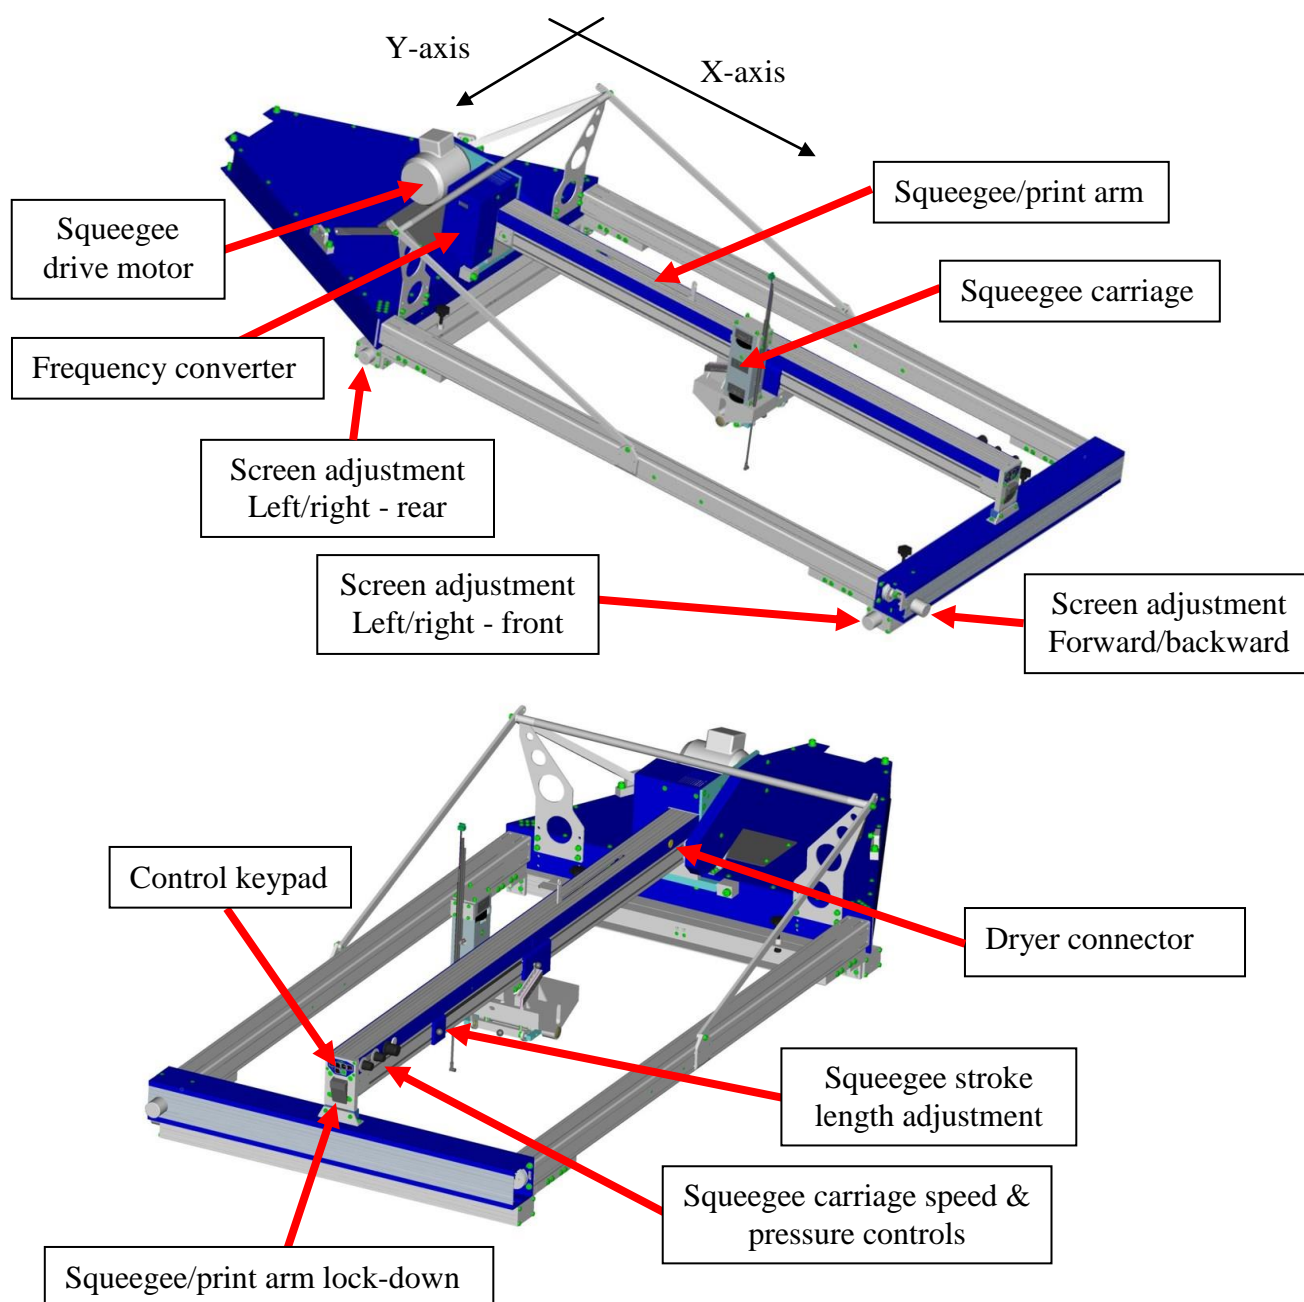 Y-axis
X-axis
Squeegee/print arm
Squeegee
drive motor
Squeegee carriage
Frequency converter
Screen adjustment
Left/right - rear
Screen adjustment
Left/right - front
Screen adjustment
Forward/backward
Control keypad
Dryer connector
Squeegee stroke
length adjustment
Squeegee carriage speed &
pressure controls
Squeegee/print arm lock-down